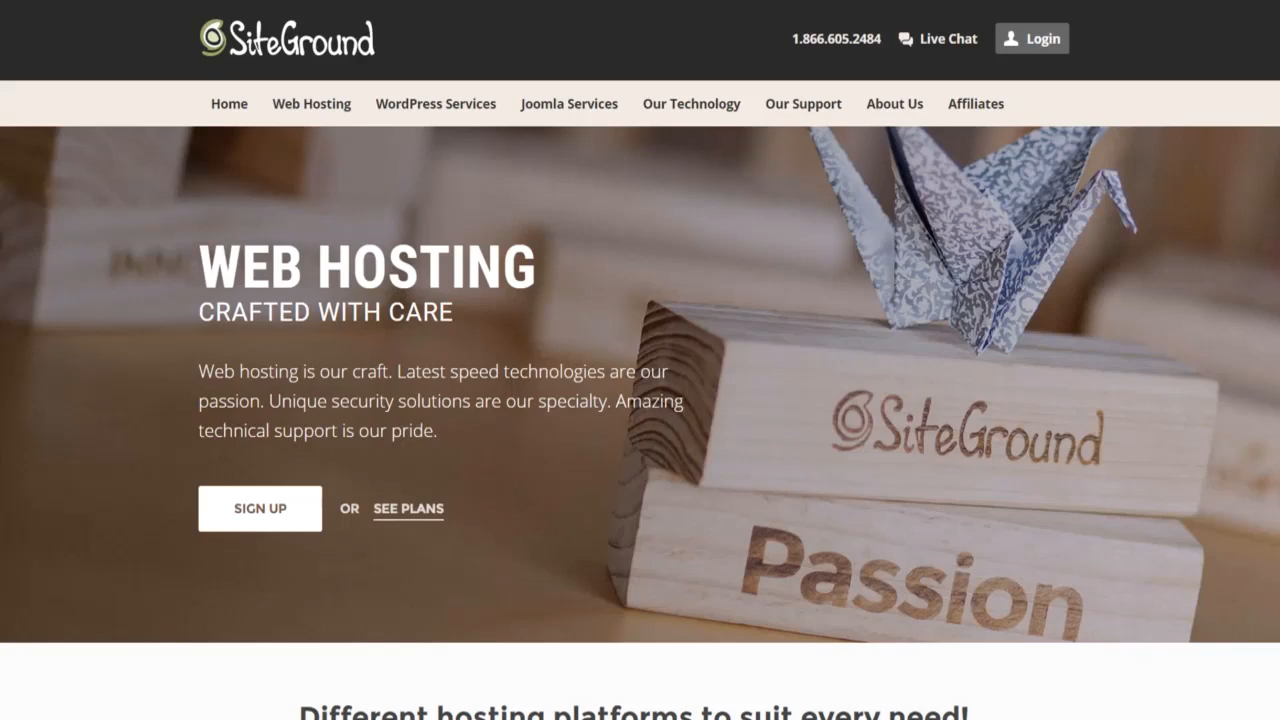 SiteGround
1.866.605.2484 Live Chat Login
Home Web Hosting WordPress Services Joomla Services Our Technology Our Support About Us Affiliates
WEB HOSTING
CRAFTED WITH CARE
Web hosting is our craft. Latest speed technologies are our
passion. Unique security solutions are our specialty. Amazing
technical support is our pride.
SIGN UP OR SEE PLANS
SiteGround
Passion
Different hosting platforms to suit every need!